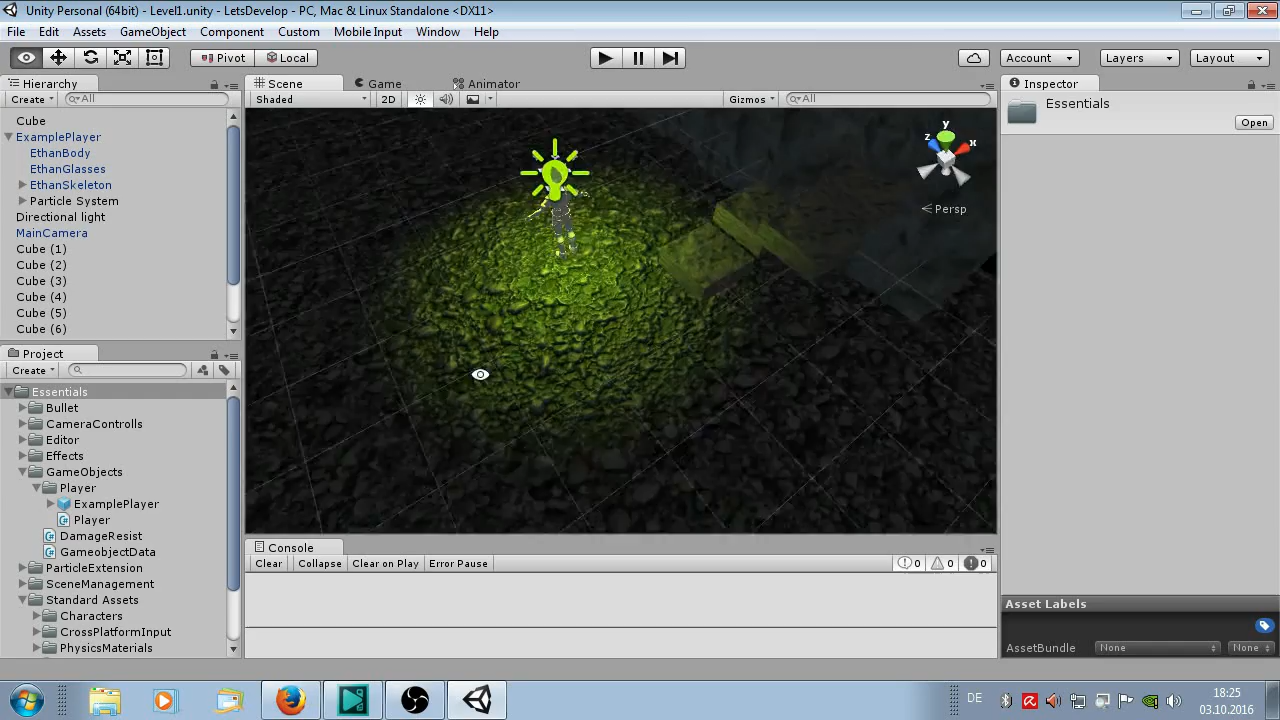 Unity Personal (64bit) - Level1.unity - LetsDevelop - PC, Mac & Linux Standalone <DX11>
File Edit Assets GameObject Component Custom Mobile Input Window Help
Pivot Local Account Layers Layout
Hierarchy
Create All
Cube
ExamplePlayer
EthanBody
EthanGlasses
EthanSkeleton
Particle System
Directional light
MainCamera
Cube (1)
Cube (2)
Cube (3)
Cube (4)
Cube (5)
Cube (6)
Project
Create
Essentials
Bullet
CameraControlls
Editor
Effects
GameObjects
Player
ExamplePlayer
Player
DamageResist
GameobjectData
ParticleExtension
SceneManagement
Standard Assets
Characters
CrossPlatformInput
PhysicsMaterials
Scene Game Animator
Shaded 2D Gizmos All
y
z x
Persp
Console
Clear Collapse Clear on Play Error Pause 0 0 0
Inspector
Essentials
Open
Asset Labels
AssetBundle None None
DE
18:25
03.10.2016